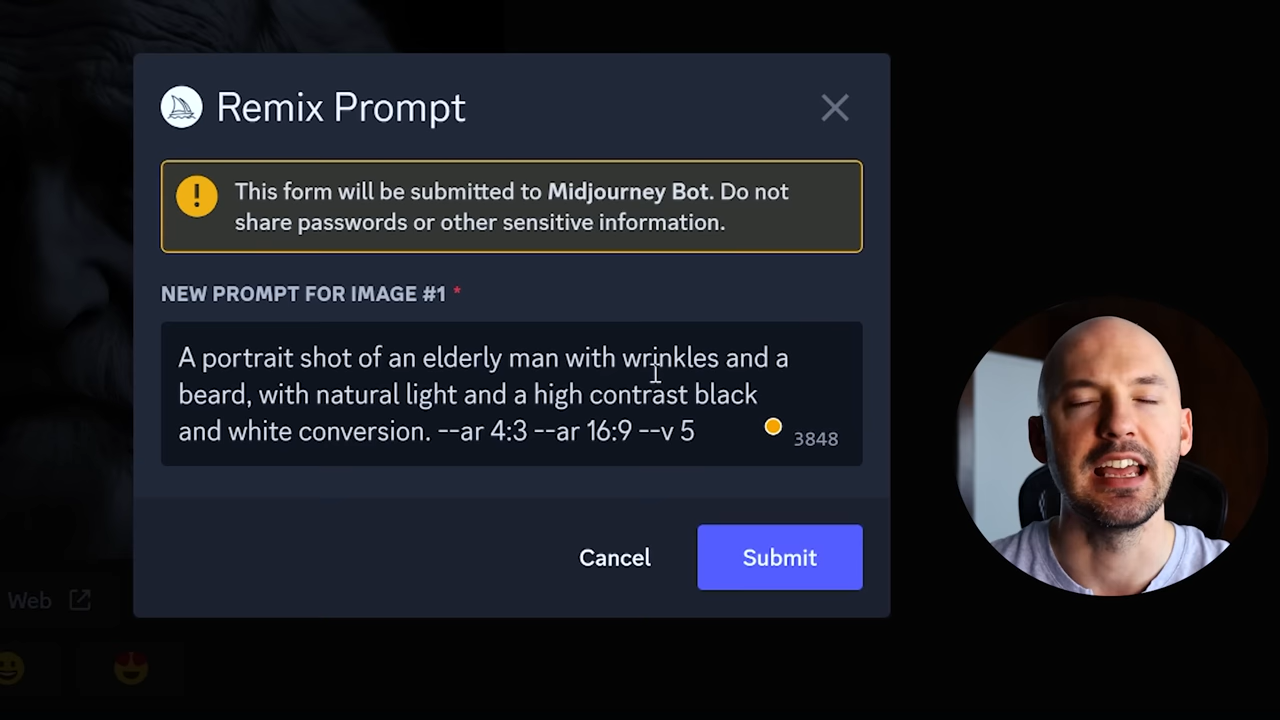 Remix Prompt
This form will be submitted to Midjourney Bot. Do not
share passwords or other sensitive information.
NEW PROMPT FOR IMAGE #1 *
A portrait shot of an elderly man with wrinkles and a
beard, with natural light and a high contrast black
and white conversion. --ar 4:3 --ar 16:9 --v 5
3848
Cancel
Submit
Web